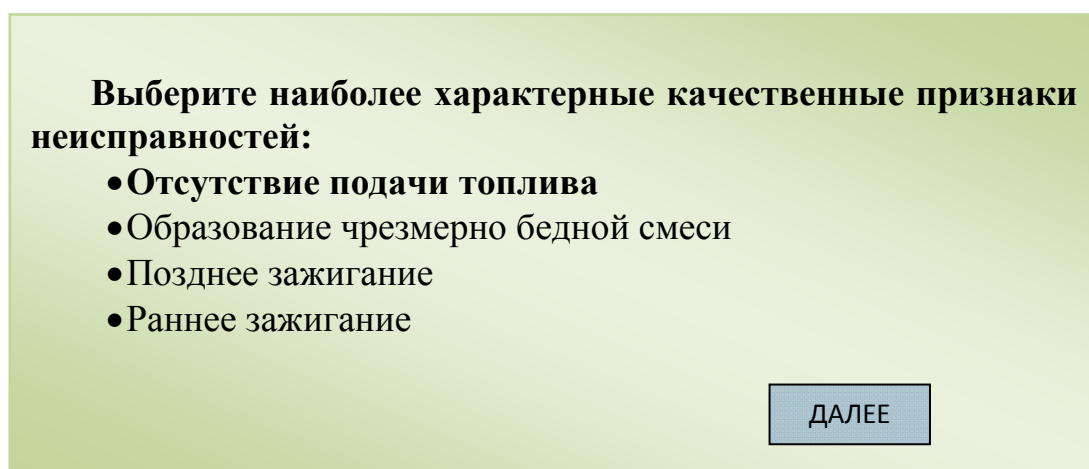 Выберите наиболее характерные качественные признаки
неисправностей:
•Отсутствие подачи топлива
•Образование чрезмерно бедной смеси
•Позднее зажигание
•Раннее зажигание
ДАЛЕЕ